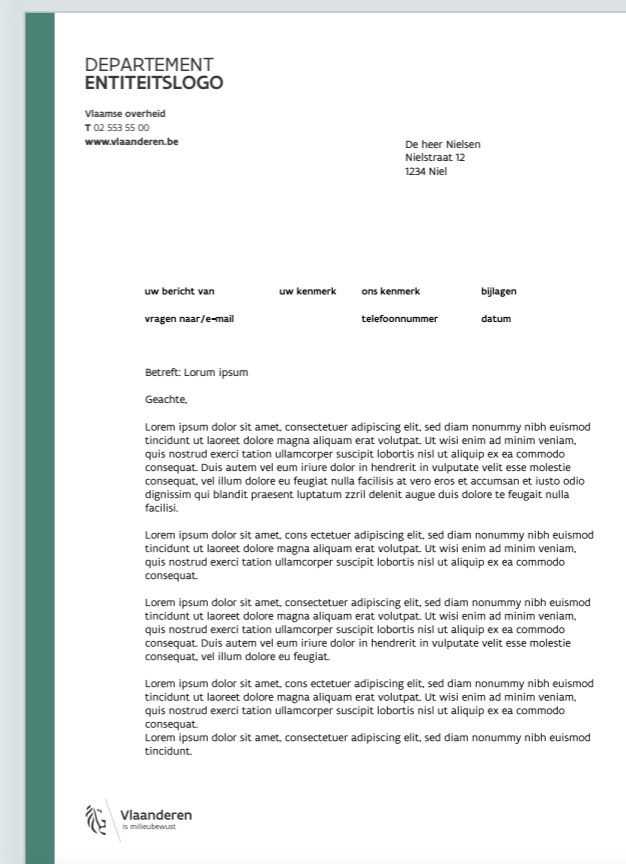 DEPARTEMENT
ENTITEITSLOGO
Vlaamse overheid
T 02 553 55 00
www.vlaanderen.be
De heer Nielsen
Nielstraat 12
1234 Niel
uw bericht van uw kenmerk ons kenmerk bijlagen
vragen naar/e-mail telefoonnummer datum
Betreft: Lorum ipsum
Geachte,
Lorem ipsum dolor sit amet, consectetuer adipiscing elit, sed diam nonummy nibh euismod
tincidunt ut laoreet dolore magna aliquam erat volutpat. Ut wisi enim ad minim veniam,
quis nostrud exerci tation ullamcorper suscipit lobortis nisl ut aliquip ex ea commodo
consequat. Duis autem vel eum iriure dolor in hendrerit in vulputate velit esse molestie
consequat, vel illum dolore eu feugiat nulla facilisis at vero eros et accumsan et iusto odio
dignissim qui blandit praesent luptatum zzril delenit augue duis dolore te feugait nulla
facilisi.
Lorem ipsum dolor sit amet, cons ectetuer adipiscing elit, sed diam nonummy nibh euismod
tincidunt ut laoreet dolore magna aliquam erat volutpat. Ut wisi enim ad minim veniam,
quis nostrud exerci tation ullamcorper suscipit lobortis nisl ut aliquip ex ea commodo
consequat.
Lorem ipsum dolor sit amet, consectetuer adipiscing elit, sed diam nonummy nibh euismod
tincidunt ut laoreet dolore magna aliquam erat volutpat. Ut wisi enim ad minim veniam,
quis nostrud exerci tation ullamcorper suscipit lobortis nisl ut aliquip ex ea commodo
consequat. Duis autem vel eum iriure dolor in hendrerit in vulputate velit esse molestie
consequat, vel illum dolore eu feugiat.
Lorem ipsum dolor sit amet, cons ectetuer adipiscing elit, sed diam nonummy nibh euismod
tincidunt ut laoreet dolore magna aliquam erat volutpat. Ut wisi enim ad minim veniam,
quis nostrud exerci tation ullamcorper suscipit lobortis nisl ut aliquip ex ea commodo
consequat.
Lorem ipsum dolor sit amet, consectetuer adipiscing elit, sed diam nonummy nibh euismod
tincidunt.
Vlaanderen
is milieubewust